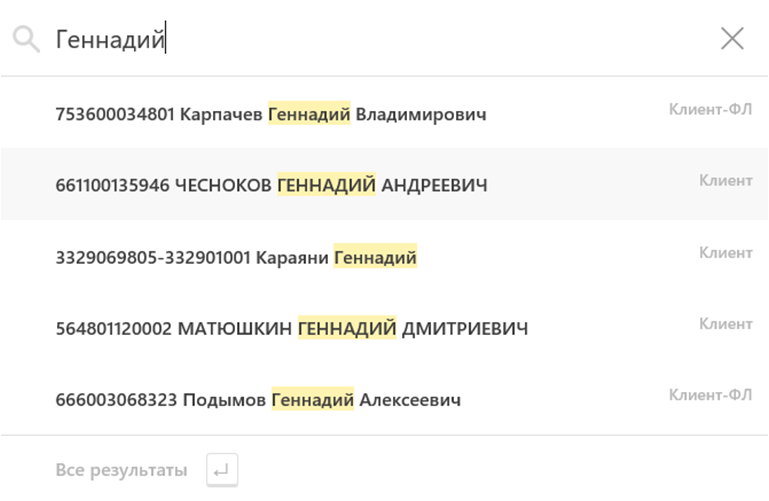 Геннадий
753600034801 Карпачев Геннадий Владимирович Клиент-ФЛ
661100135946 ЧЕСНОКОВ ГЕННАДИЙ АНДРЕЕВИЧ Клиент
3329069805-332901001 Караяни Геннадий Клиент
564801120002 МАТЮШКИН ГЕННАДИЙ ДМИТРИЕВИЧ Клиент
666003068323 Подымов Геннадий Алексеевич Клиент-ФЛ
Все результаты